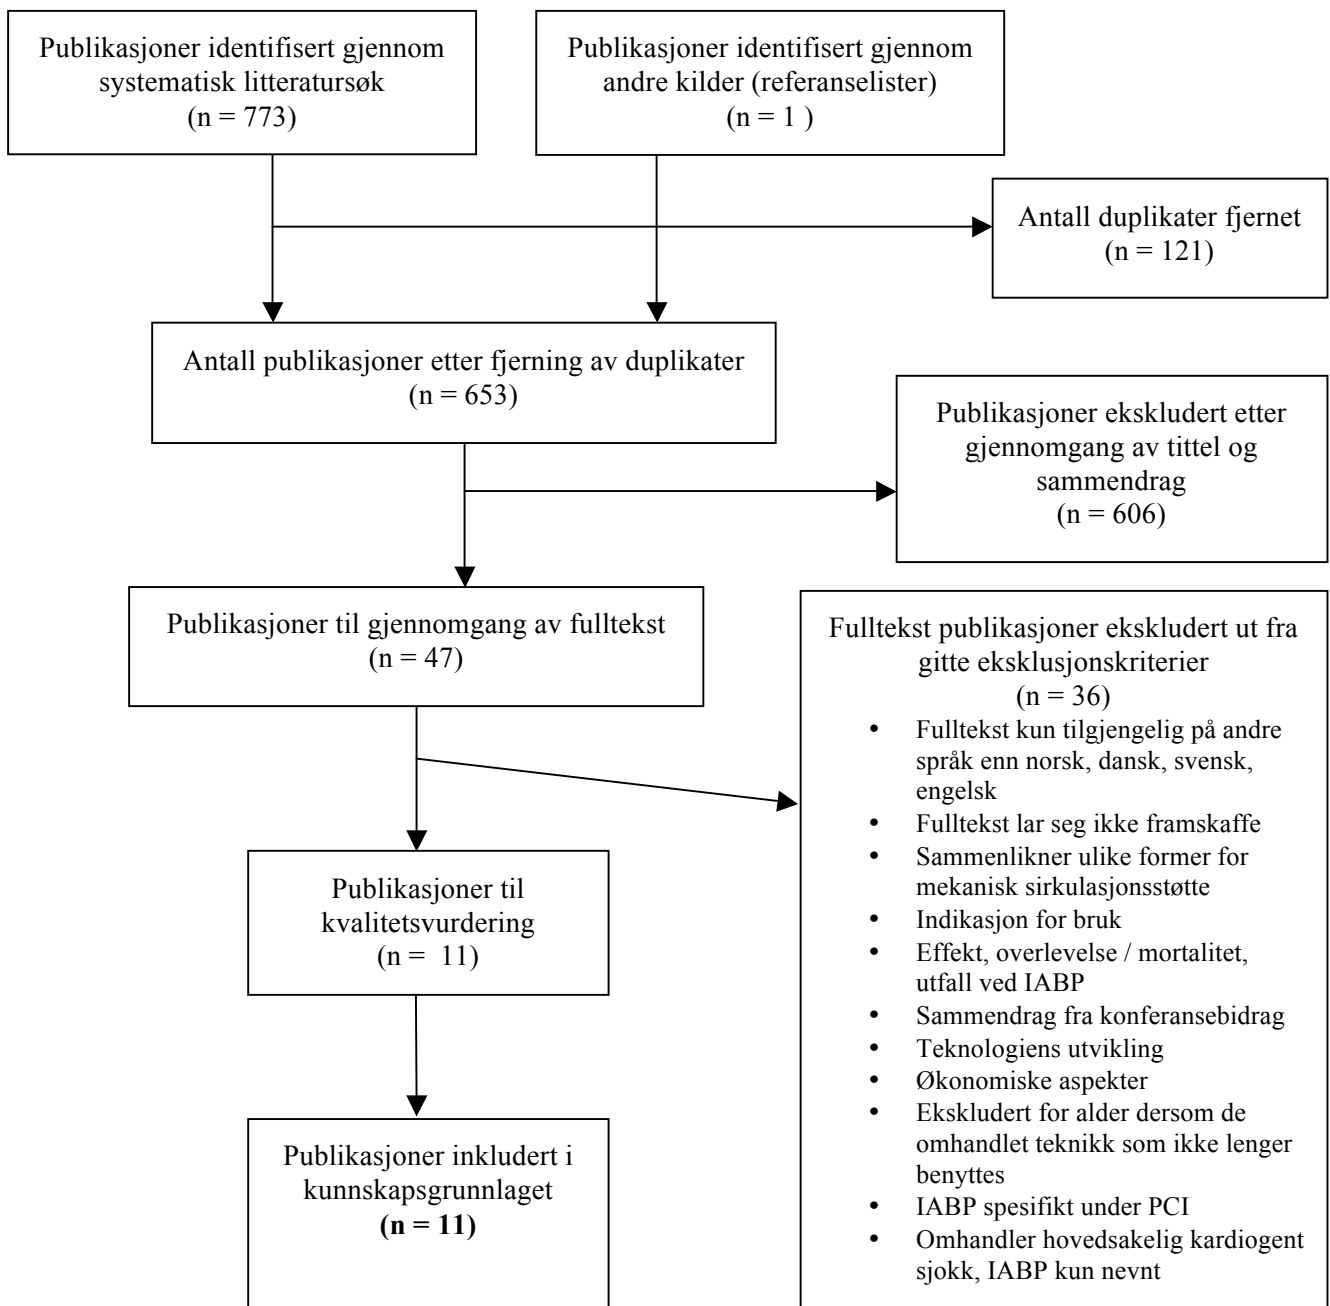 Publikasjoner identifisert gjennom
systematisk litteratursøk
(n = 773)
Publikasjoner identifisert gjennom
andre kilder (referanselister)
(n = 1 )
Antall duplikater fjernet
(n = 121)
Antall publikasjoner etter fjerning av duplikater
(n = 653)
Publikasjoner ekskludert etter
gjennomgang av tittel og
sammendrag
(n = 606)
Publikasjoner til gjennomgang av fulltekst
(n = 47)
Fulltekst publikasjoner ekskludert ut fra
gitte eksklusjonskriterier
(n = 36)
• Fulltekst kun tilgjengelig på andre
språk enn norsk, dansk, svensk,
engelsk
• Fulltekst lar seg ikke framskaffe
• Sammenlikner ulike former for
mekanisk sirkulasjonsstøtte
• Indikasjon for bruk
• Effekt, overlevelse / mortalitet,
utfall ved IABP
• Sammendrag fra konferansebidrag
• Teknologiens utvikling
• Økonomiske aspekter
• Ekskludert for alder dersom de
omhandlet teknikk som ikke lenger
benyttes
• IABP spesifikt under PCI
• Omhandler hovedsakelig kardiogent
sjokk, IABP kun nevnt
Publikasjoner til
kvalitetsvurdering
(n =  11)
Publikasjoner inkludert i
kunnskapsgrunnlaget
(n = 11)